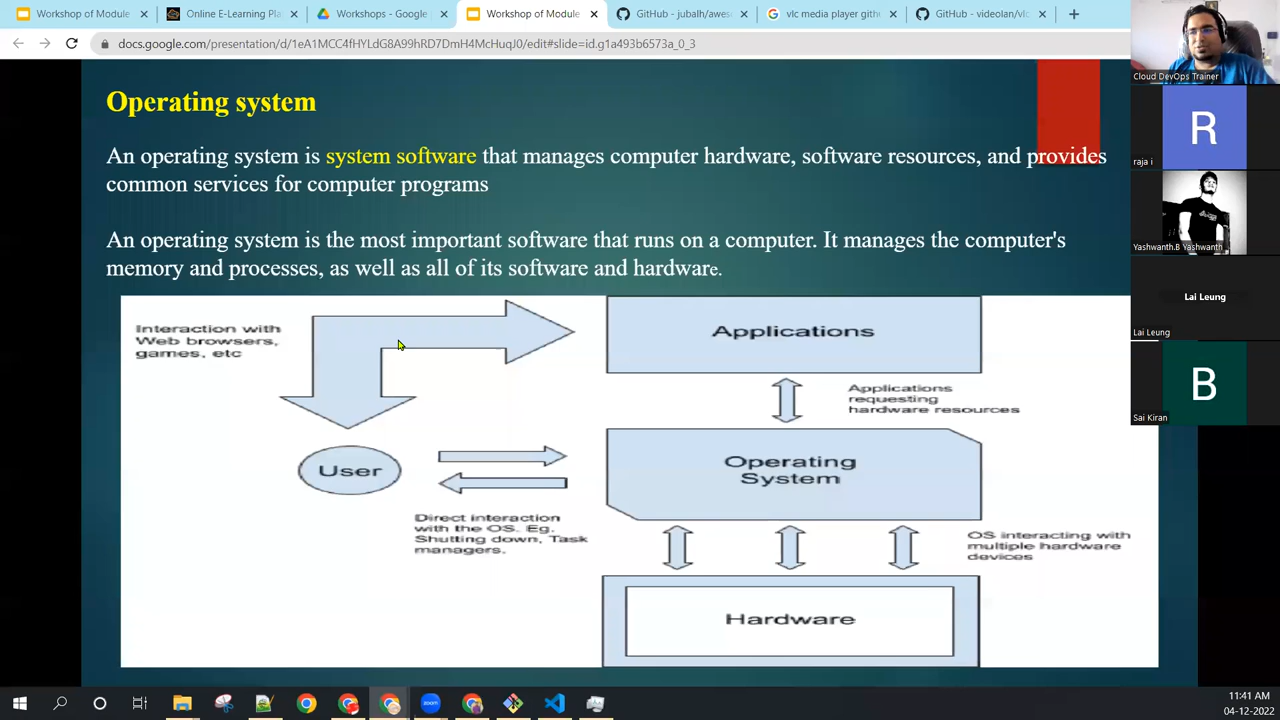 Workshop of Module
Online E-Learning Pla
Workshops - Google
Workshop of Module
GitHub - jubalh/awes
vlc media player githu
GitHub - videolan/vlc
docs.google.com/presentation/d/1eA1MCC4fHYLdG8A99hRD7DmH4McHuqJ0/edit#slide=id.g1a493b6573a_0_3
Cloud DevOps Trainer
R
raja i
Yashwanth.B Yashwanth
Lai Leung
Lai Leung
B
Sai Kiran
Operating system
An operating system is system software that manages computer hardware, software resources, and provides
common services for computer programs
An operating system is the most important software that runs on a computer. It manages the computer's
memory and processes, as well as all of its software and hardware.
Interaction with
Web browsers,
games, etc
Applications
Applications
requesting
hardware resources
User
Operating
System
Direct interaction
with the OS. Eg.
Shutting down, Task
managers.
OS interacting with
multiple hardware
devices
Hardware
zoom
11:41 AM
04-12-2022